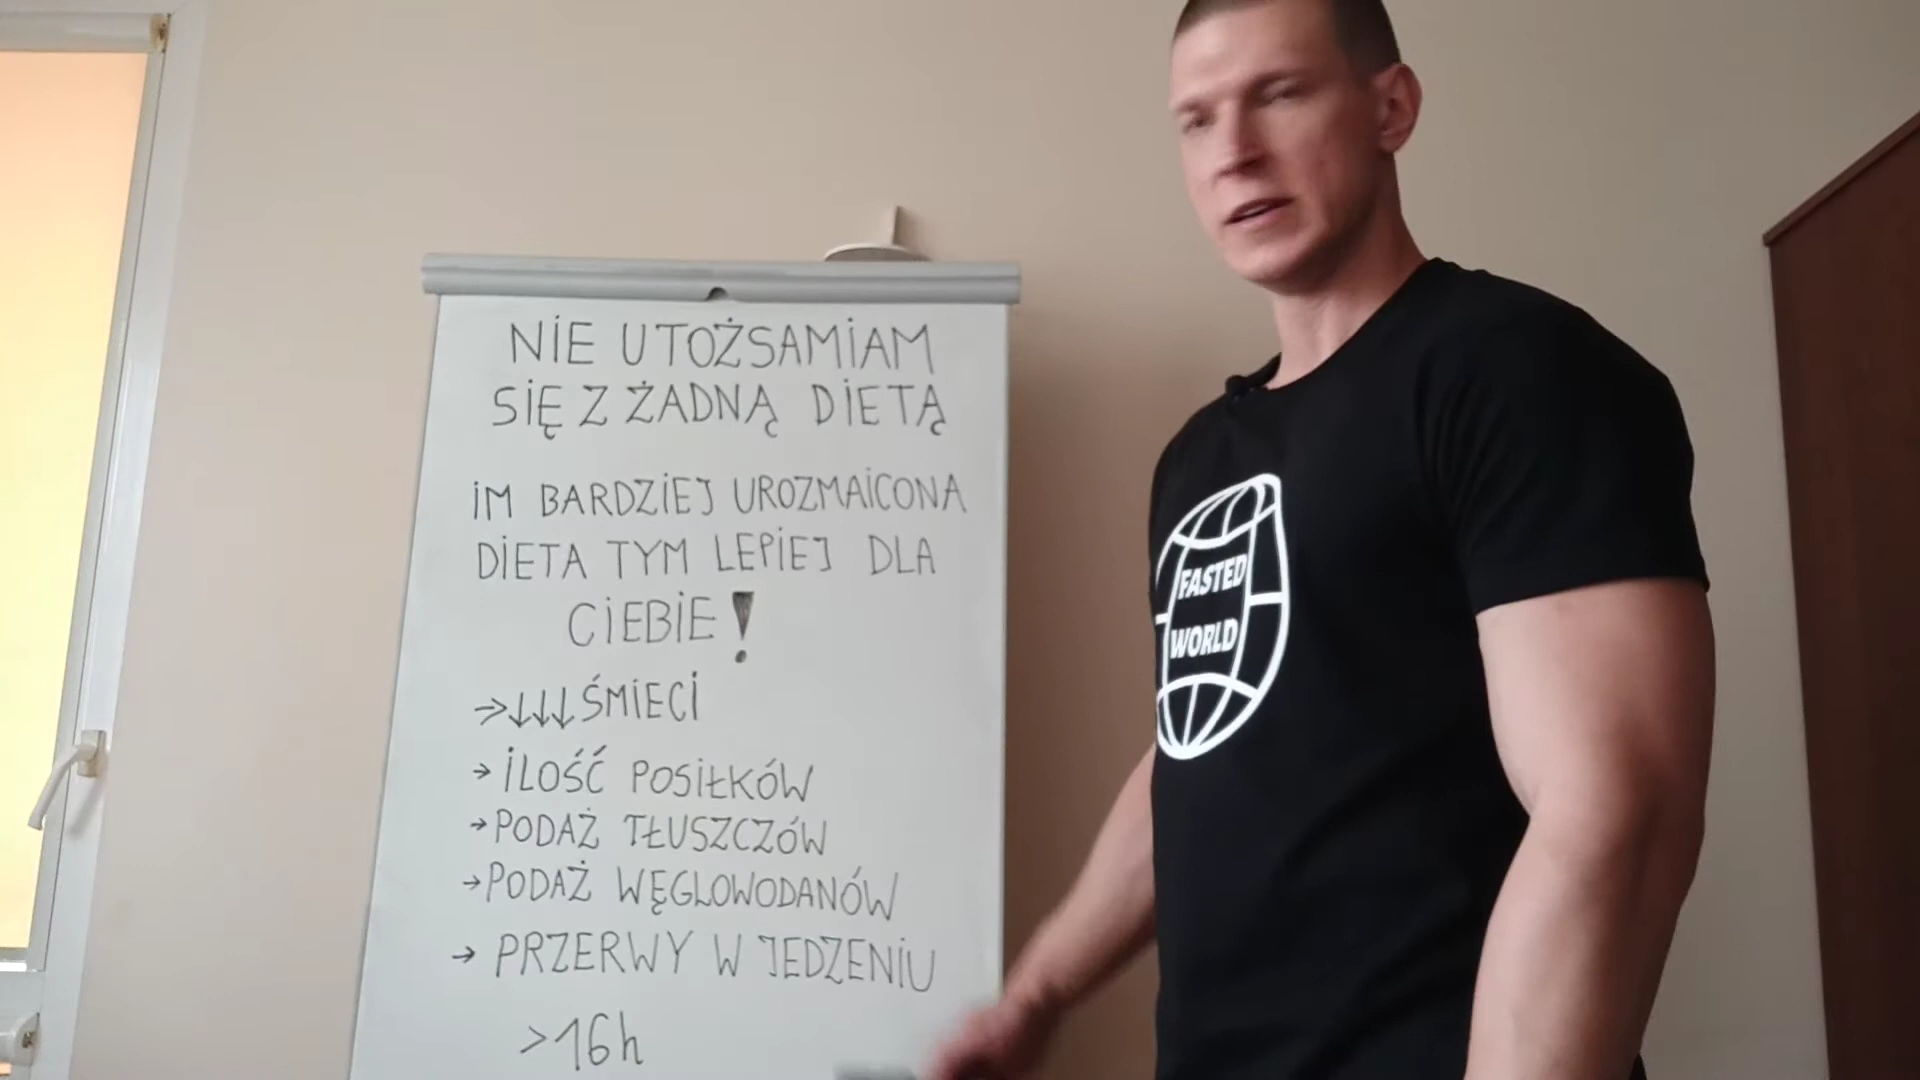 NIE UTOŻSAMIAM
SIĘ Z ŻADNĄ DIETĄ
IM BARDZIEJ UROZMAICONA
DIETA TYM LEPIEJ DLA
CIEBIE!
→↓↓↓ŚMIECI
→ ILOŚĆ POSIŁKÓW
→ PODAŻ TŁUSZCZÓW
→ PODAŻ WĘGLOWODANÓW
→ PRZERWY W JEDZENIU
>16h
FASTED
WORLD